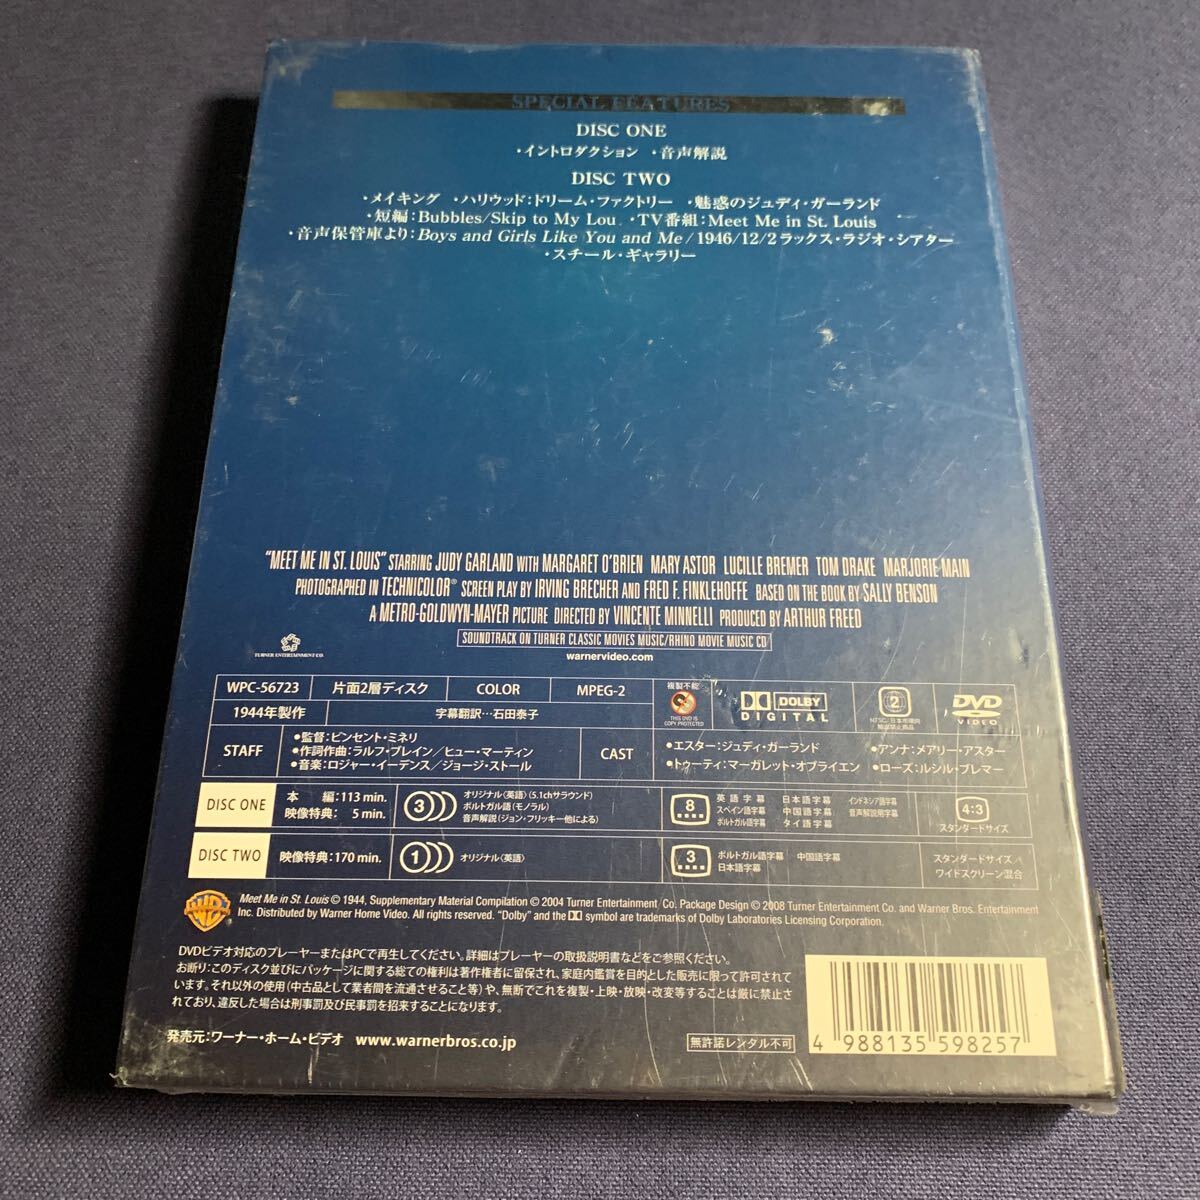 SPECIAL FEATURES
DISC ONE
・イントロダクション ・音声解説
DISC TWO
・メイキング ・ハリウッド:ドリーム・ファクトリー ・魅惑のジュディ・ガーランド
・短編:Bubbles/Skip to My Lou ・TV番組:Meet Me in St. Louis
・音声保管庫より:Boys and Girls Like You and Me/1946/12/2ラックス・ラジオ・シアター
・スチール・ギャラリー
"MEET ME IN ST. LOUIS" STARRING JUDY GARLAND WITH MARGARET O'BRIEN MARY ASTOR LUCILLE BREMER TOM DRAKE MARJORIE MAIN
PHOTOGRAPHED IN TECHNICOLOR® SCREEN PLAY BY IRVING BRECHER AND FRED F. FINKLEHOFFE BASED ON THE BOOK BY SALLY BENSON
A METRO-GOLDWYN-MAYER PICTURE DIRECTED BY VINCENTE MINNELLI PRODUCED BY ARTHUR FREED
SOUNDTRACK ON TURNER CLASSIC MOVIES MUSIC/RHINO MOVIE MUSIC CD
TURNER ENTERTAINMENT CO.
warnervideo.com
WPC-56723 片面2層ディスク COLOR MPEG-2
1944年製作 字幕翻訳…石田泰子
複製不能
THIS DVD IS COPY PROTECTED
DOLBY DIGITAL
2
NTSC 日本市場向
輸出禁止商品
DVD VIDEO
STAFF
●監督:ビンセント・ミネリ
●作詞作曲:ラルフ・ブレイン/ヒュー・マーティン
●音楽:ロジャー・イーデンス/ジョージ・ストール
CAST
●エスター:ジュディ・ガーランド ●アンナ:メアリー・アスター
●トゥーティ:マーガレット・オブライエン ●ローズ:ルシル・ブレマー
DISC ONE
本 編:113 min.
映像特典: 5 min.
3
オリジナル〈英語〉(5.1chサラウンド)
ポルトガル語(モノラル)
音声解説(ジョン・フリッキー他による)
8
英語字幕 日本語字幕 インドネシア語字幕
スペイン語字幕 中国語字幕 音声解説用字幕
ポルトガル語字幕 タイ語字幕
4:3
スタンダードサイズ
DISC TWO
映像特典:170 min.
1
オリジナル〈英語〉
3
ポルトガル語字幕 中国語字幕
日本語字幕
スタンダードサイズ/
ワイドスクリーン混合
WB
Meet Me in St. Louis © 1944, Supplementary Material Compilation © 2004 Turner Entertainment Co. Package Design © 2008 Turner Entertainment Co. and Warner Bros. Entertainment
Inc. Distributed by Warner Home Video. All rights reserved. "Dolby" and the symbol are trademarks of Dolby Laboratories Licensing Corporation.
DVDビデオ対応のプレーヤーまたはPCで再生してください。詳細はプレーヤーの取扱説明書などをご参照ください。
お断り:このディスク並びにパッケージに関する総ての権利は著作権者に留保され、家庭内鑑賞を目的とした販売に限って許可されて
います。それ以外の使用(中古品として業者間を流通させること等)や、無断でこれを複製・上映・放映・改変等することは厳に禁止さ
れており、違反した場合は刑事罰及び民事罰を招来することになります。
発売元:ワーナー・ホーム・ビデオ www.warnerbros.co.jp
無許諾レンタル不可
4 988135 598257